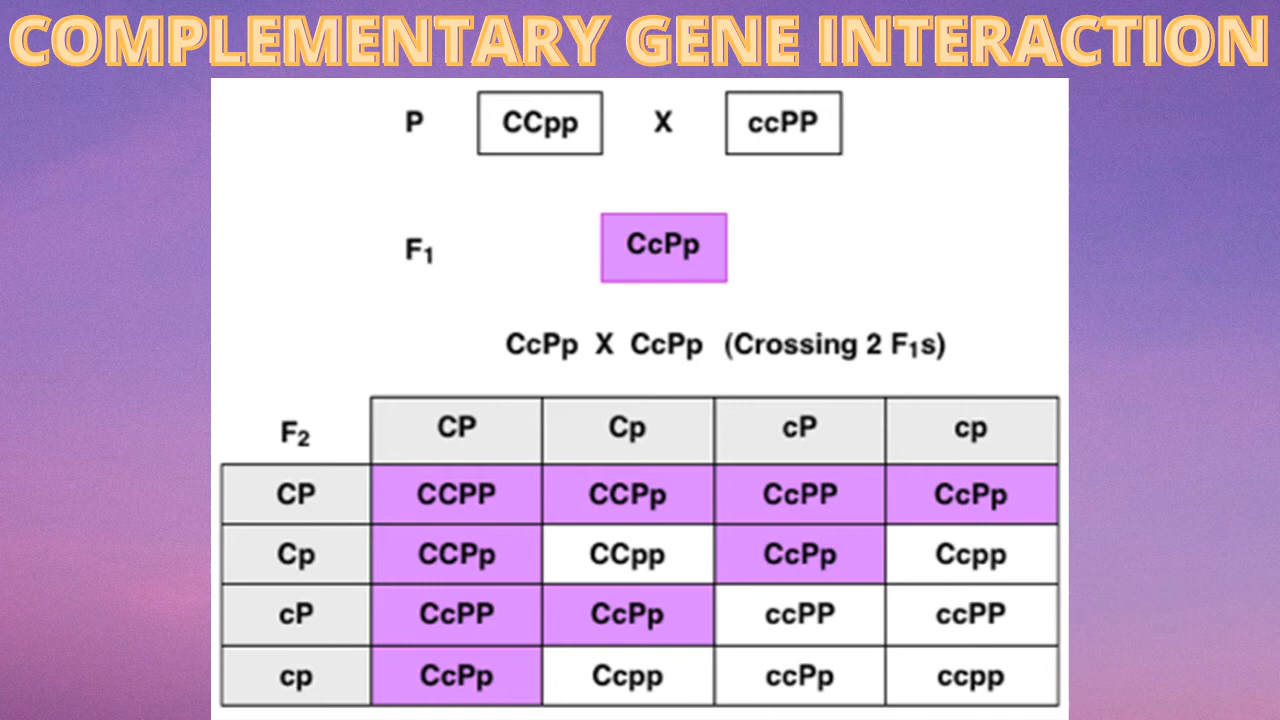 COMPLEMENTARY GENE INTERACTION
P CCpp X ccPP
F₁ CcPp
CcPp X CcPp (Crossing 2 F₁s)
F₂ CP Cp cP cp
CP CCPP CCPp CcPP CcPp
Cp CCPp CCpp CcPp Ccpp
cP CcPP CcPp ccPP ccPP
cp CcPp Ccpp ccPp ccpp